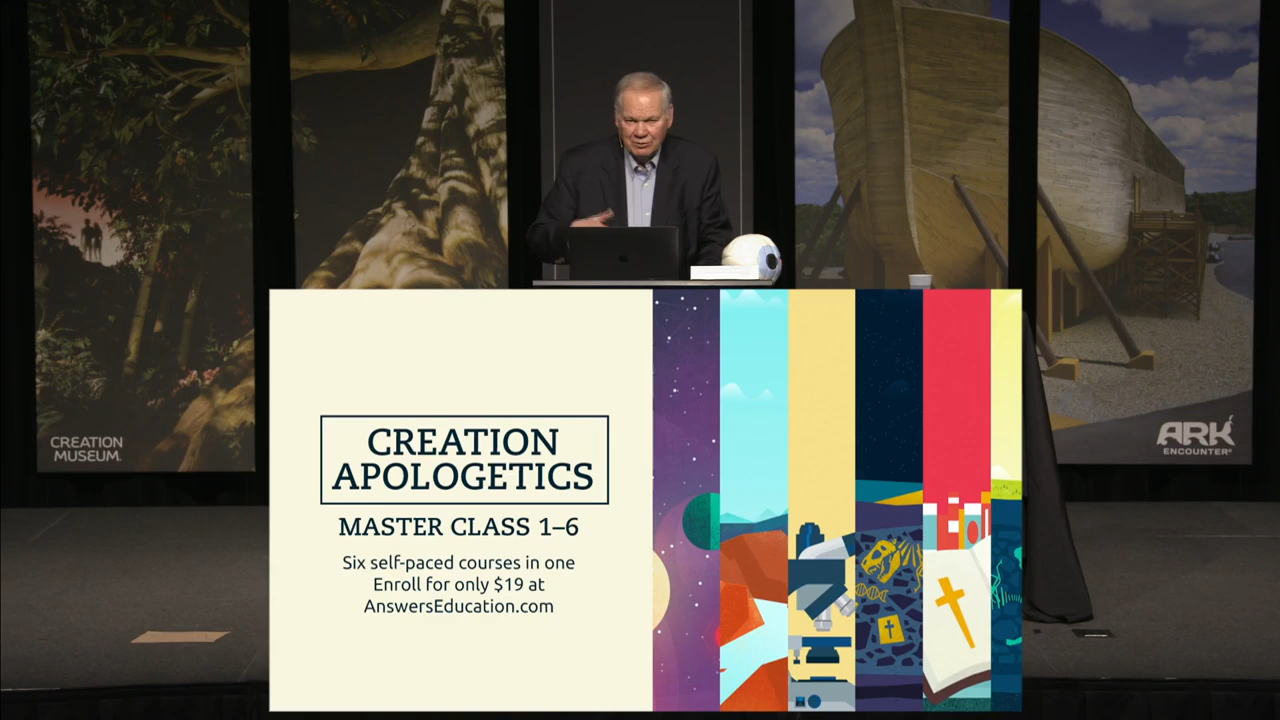 CREATION
MUSEUM
ARK
ENCOUNTER
CREATION
APOLOGETICS
MASTER CLASS 1–6
Six self-paced courses in one
Enroll for only $19 at
AnswersEducation.com